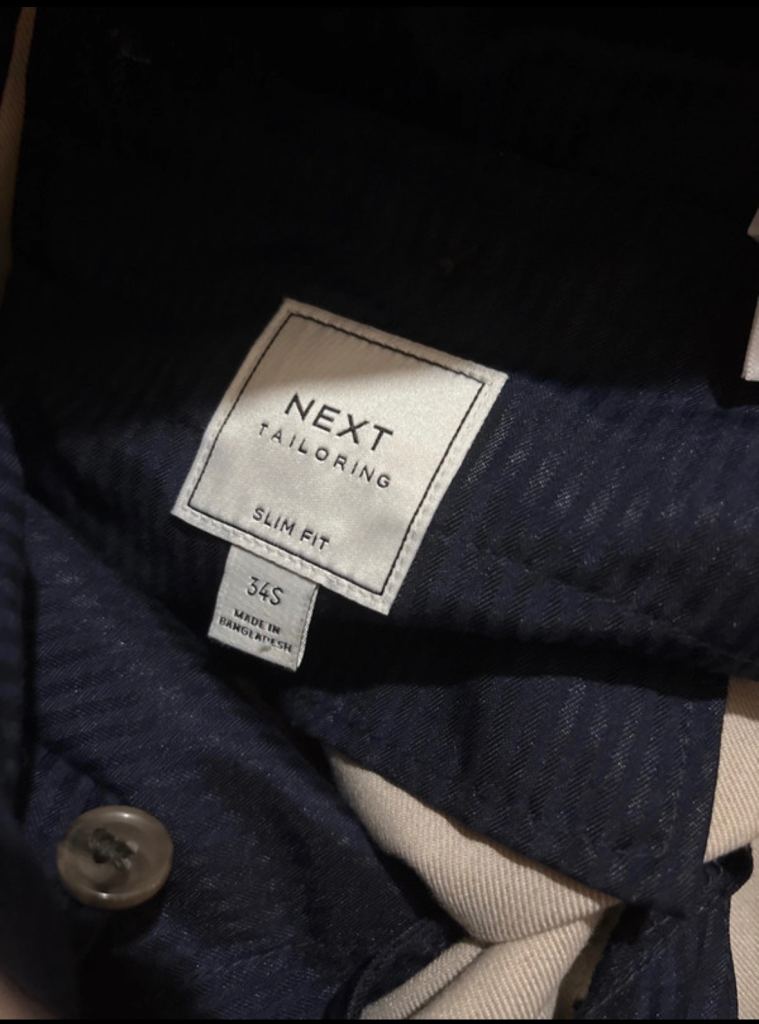 NEXT
TAILORING
SLIM FIT
34S
MADE IN
BANGLADESH